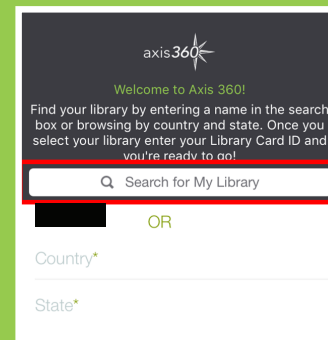 axis360
Welcome to Axis 360!
Find your library by entering a name in the search
box or browsing by country and state. Once you
select your library enter your Library Card ID and
you're ready to go!
Search for My Library
OR
Country*
State*